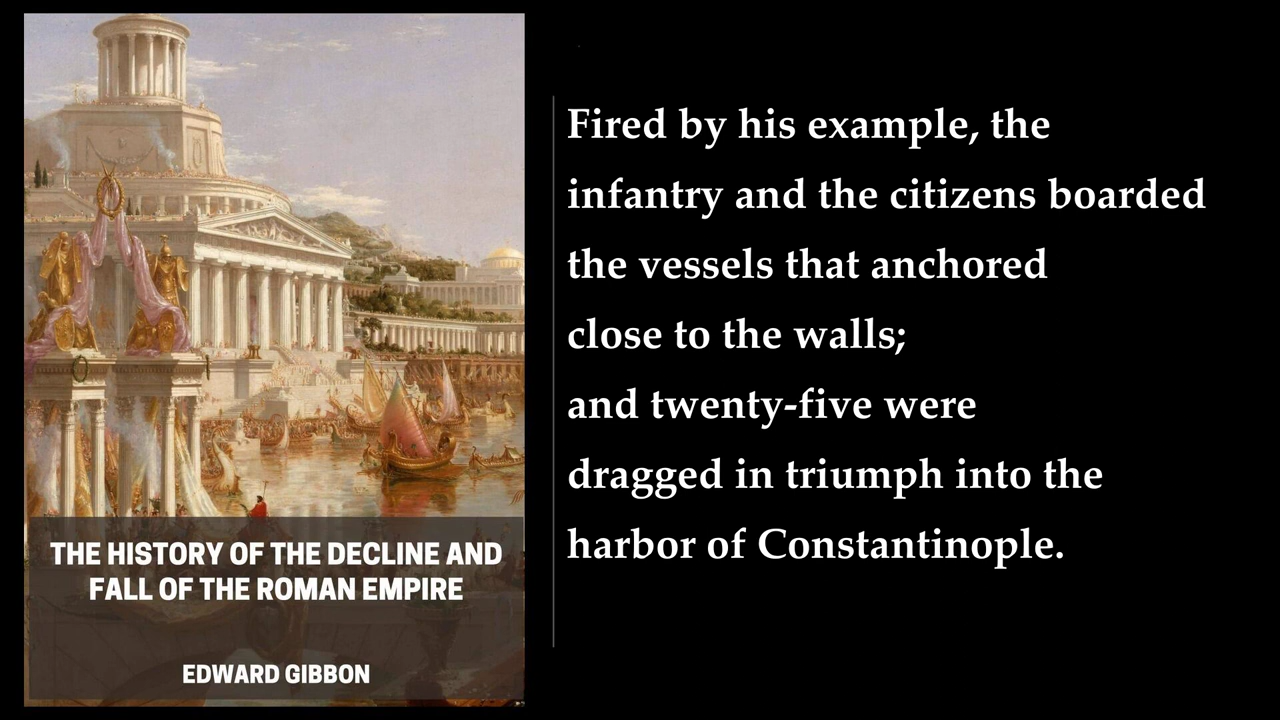 THE HISTORY OF THE DECLINE AND
FALL OF THE ROMAN EMPIRE
EDWARD GIBBON
Fired by his example, the
infantry and the citizens boarded
the vessels that anchored
close to the walls;
and twenty-five were
dragged in triumph into the
harbor of Constantinople.